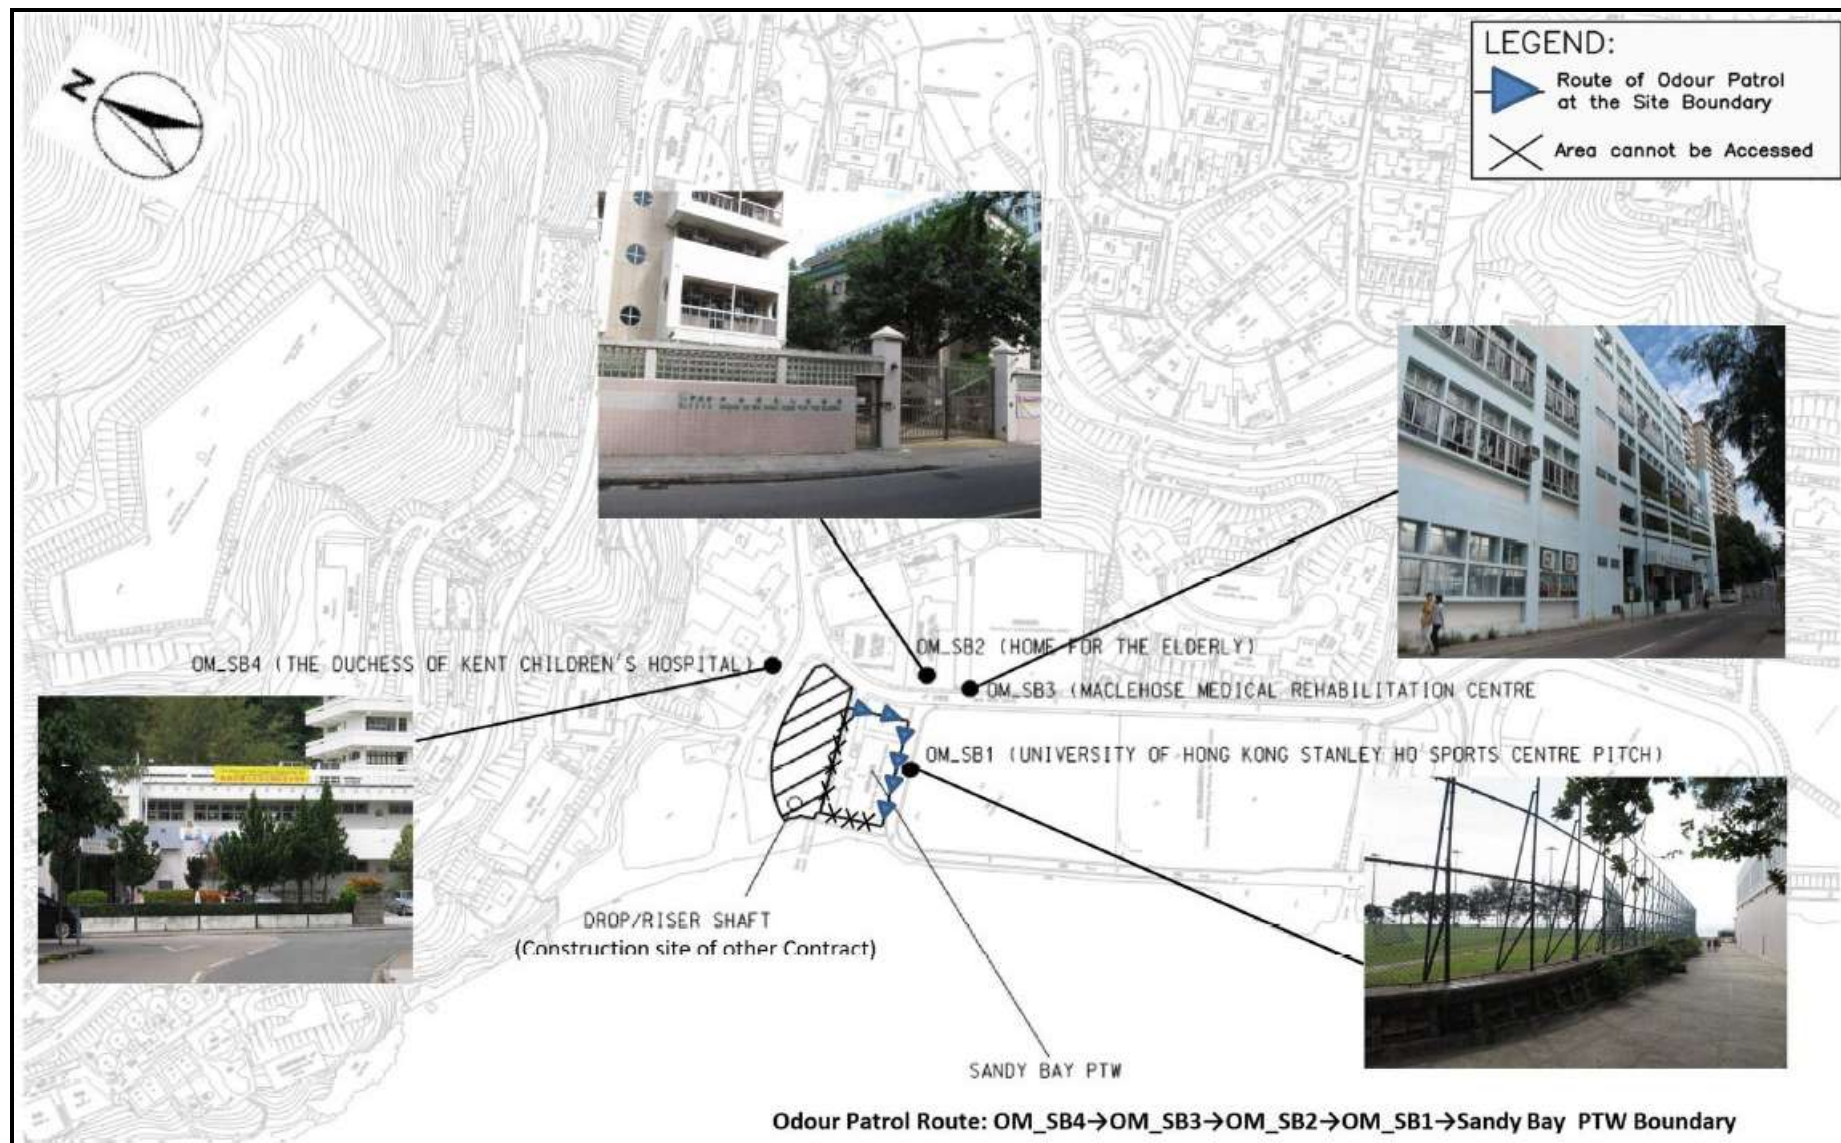 LEGEND:
Route of Odour Patrol
at the Site Boundary
Area cannot be Accessed
N
OM_SB2 (HOME FOR THE ELDERLY)
OM_SB4 (THE DUCHESS OF KENT CHILDREN'S HOSPITAL)
OM_SB3 (MACLEHOSE MEDICAL REHABILITATION CENTRE
OM_SB1 (UNIVERSITY OF HONG KONG STANLEY HO SPORTS CENTRE PITCH)
DROP/RISER SHAFT
(Construction site of other Contract)
SANDY BAY PTW
Odour Patrol Route: OM_SB4→OM_SB3→OM_SB2→OM_SB1→Sandy Bay PTW Boundary